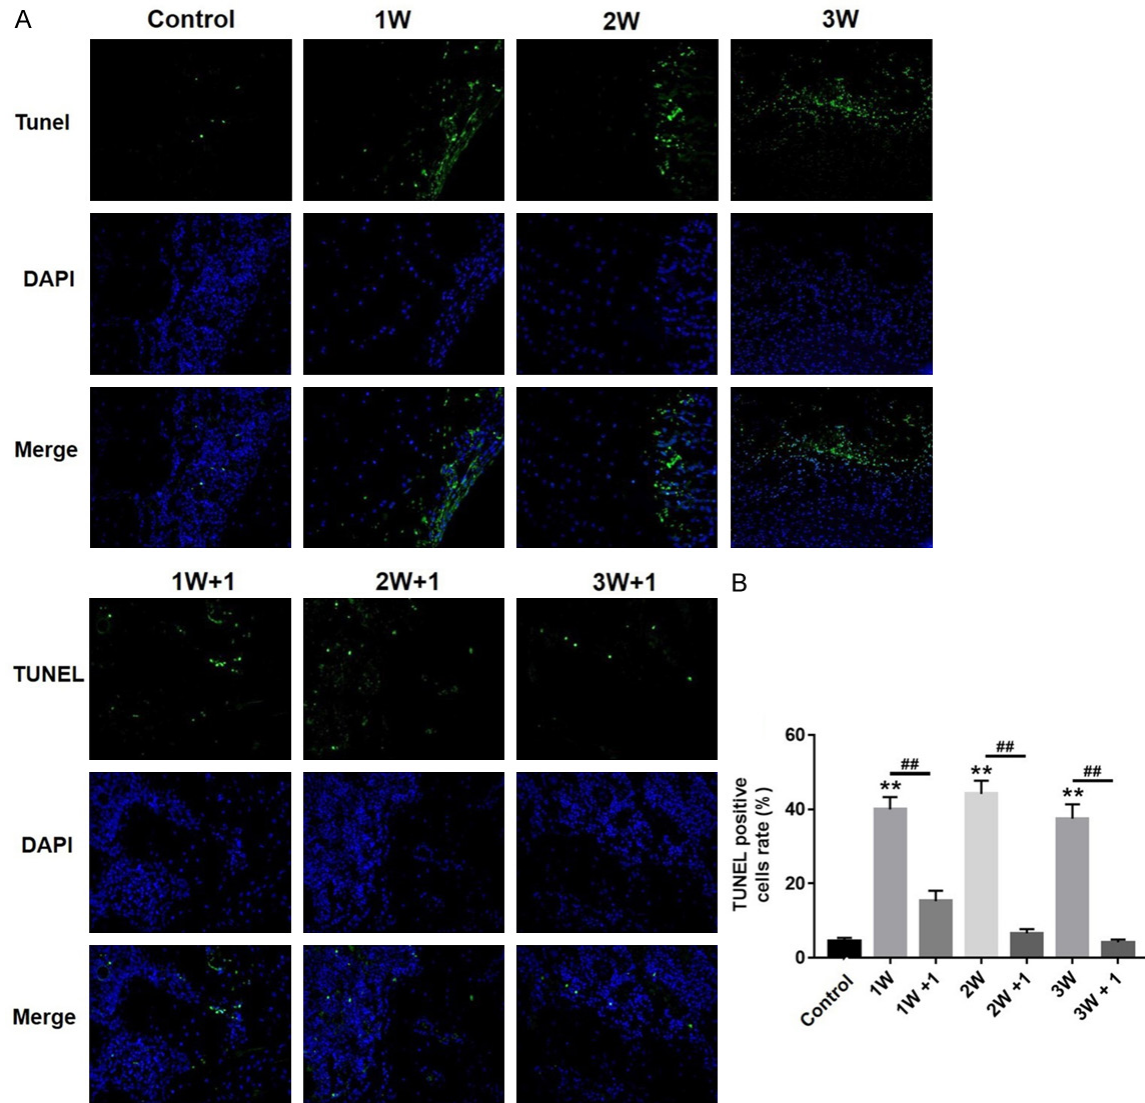 A
Control 1W 2W 3W
Tunel
DAPI
Merge
1W+1 2W+1 3W+1
TUNEL
DAPI
Merge
B
TUNEL positive
cells rate (%)
60
40
20
0
** ## ** ## ** ##
Control 1W 1W +1 2W 2W +1 3W 3W + 1